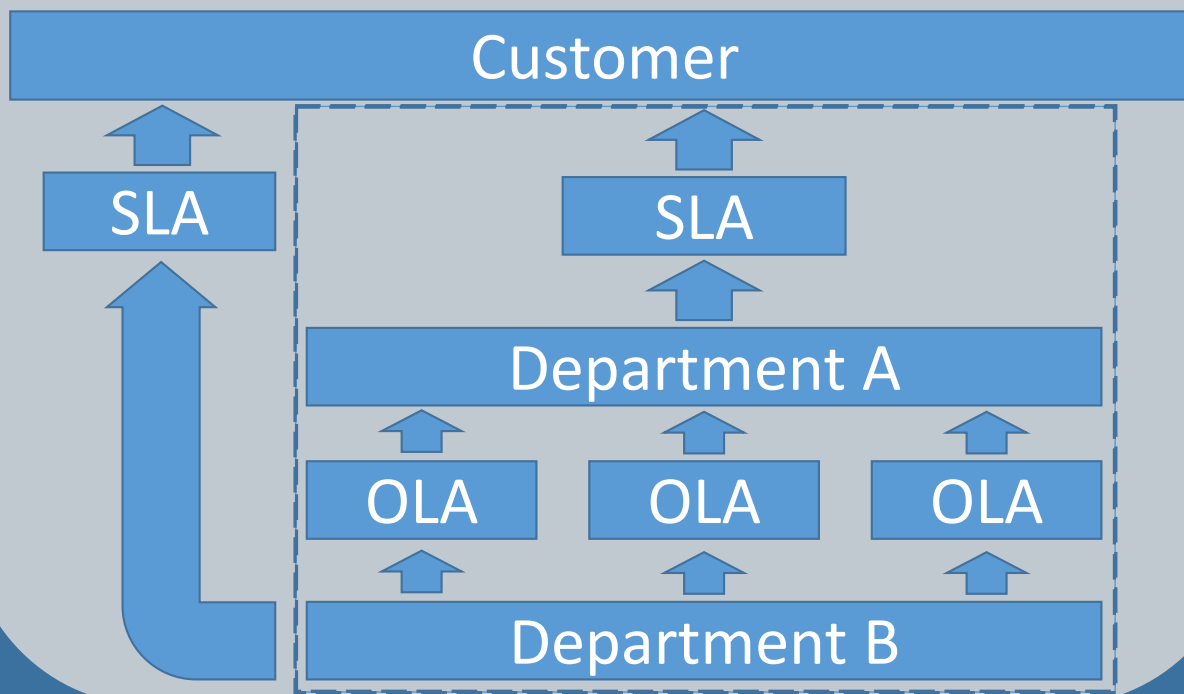 Customer
SLA
SLA
Department A
OLA
OLA
OLA
Department B